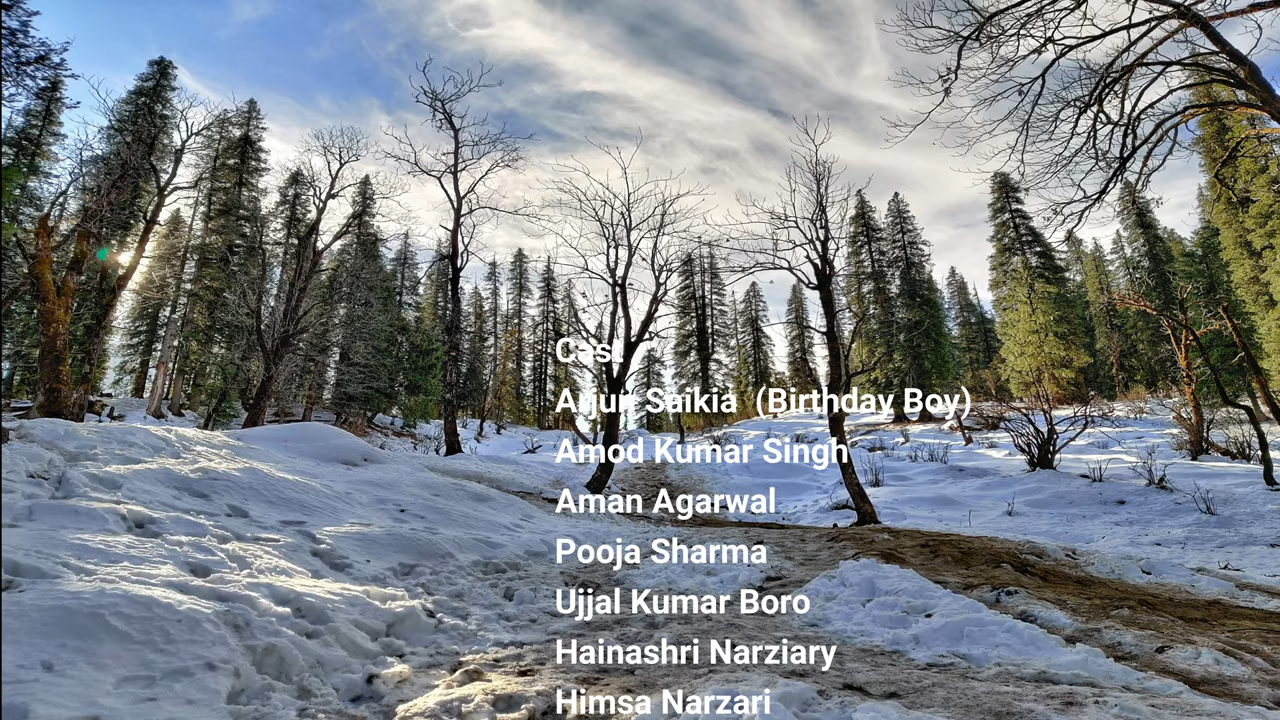 Cast
Arjun Saikia (Birthday Boy)
Amod Kumar Singh
Aman Agarwal
Pooja Sharma
Ujjal Kumar Boro
Hainashri Narziary
Himsa Narzari